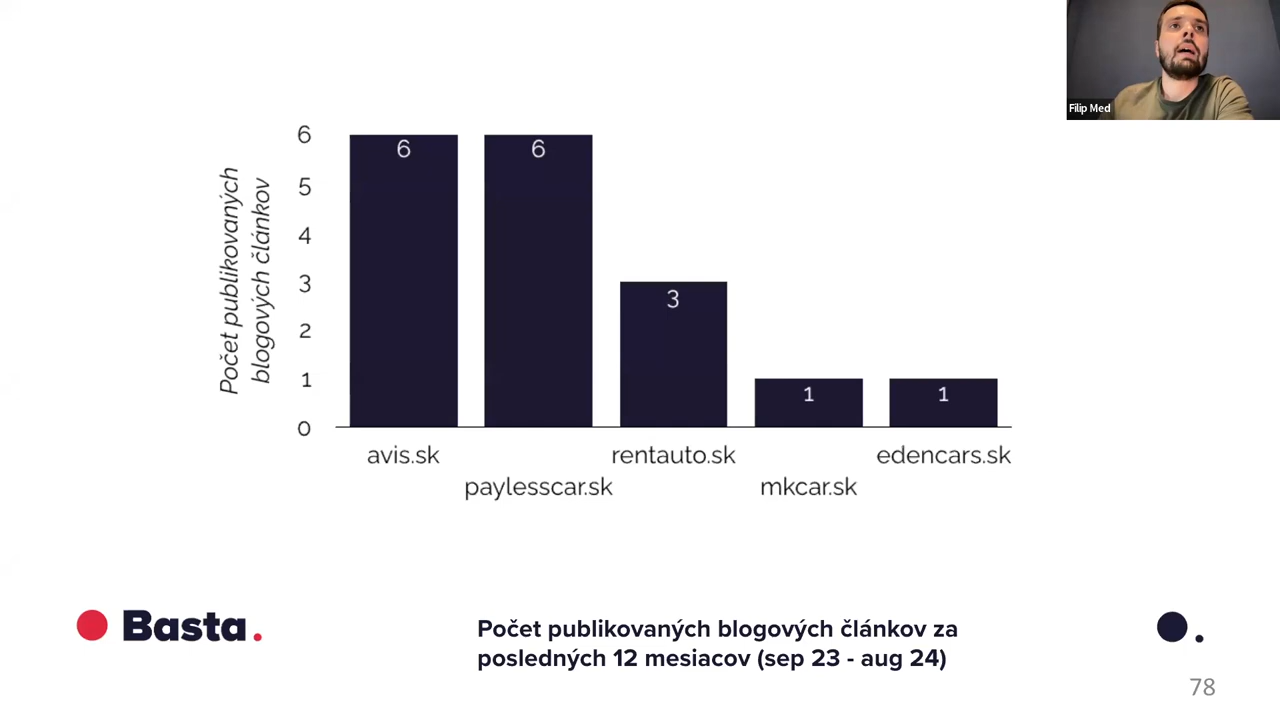 Filip Med
Počet publikovaných
blogových článkov
6
5
4
3
2
1
0
6
6
3
1
1
avis.sk
paylesscar.sk
rentauto.sk
mkcar.sk
edencars.sk
Basta.
Počet publikovaných blogových článkov za
posledných 12 mesiacov (sep 23 - aug 24)
78